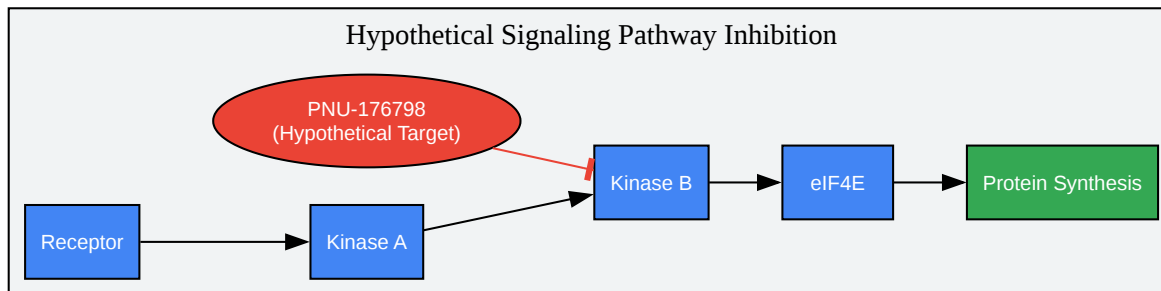 Hypothetical Signaling Pathway Inhibition
PNU-176798
(Hypothetical Target)
Kinase B
eIF4E
Protein Synthesis
Receptor
Kinase A